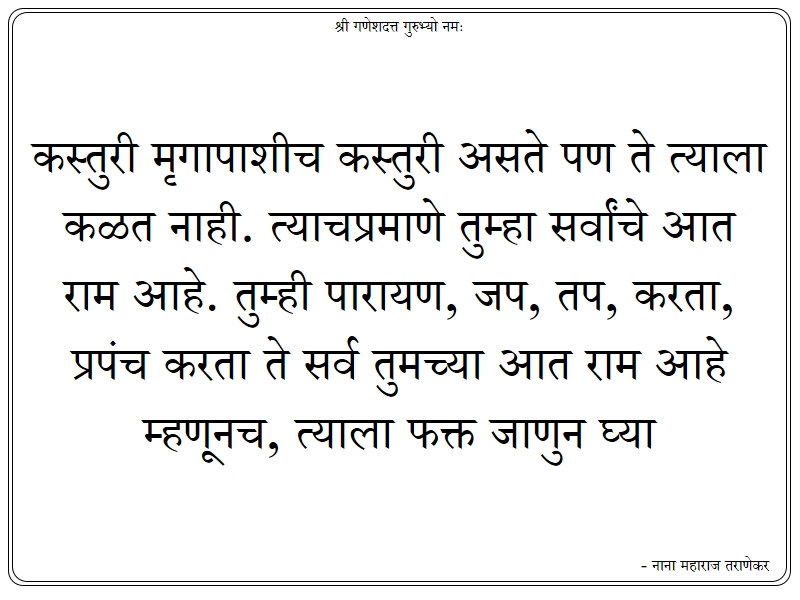 श्री गणेशदत्त गुरुभ्यो नमः
कस्तुरी मृगापाशीच कस्तुरी असते पण ते त्याला
कळत नाही. त्याचप्रमाणे तुम्हा सर्वांचे आत
राम आहे. तुम्ही पारायण, जप, तप, करता,
प्रपंच करता ते सर्व तुमच्या आत राम आहे
म्हणूनच, त्याला फक्त जाणुन घ्या
- नाना महाराज तराणेकर